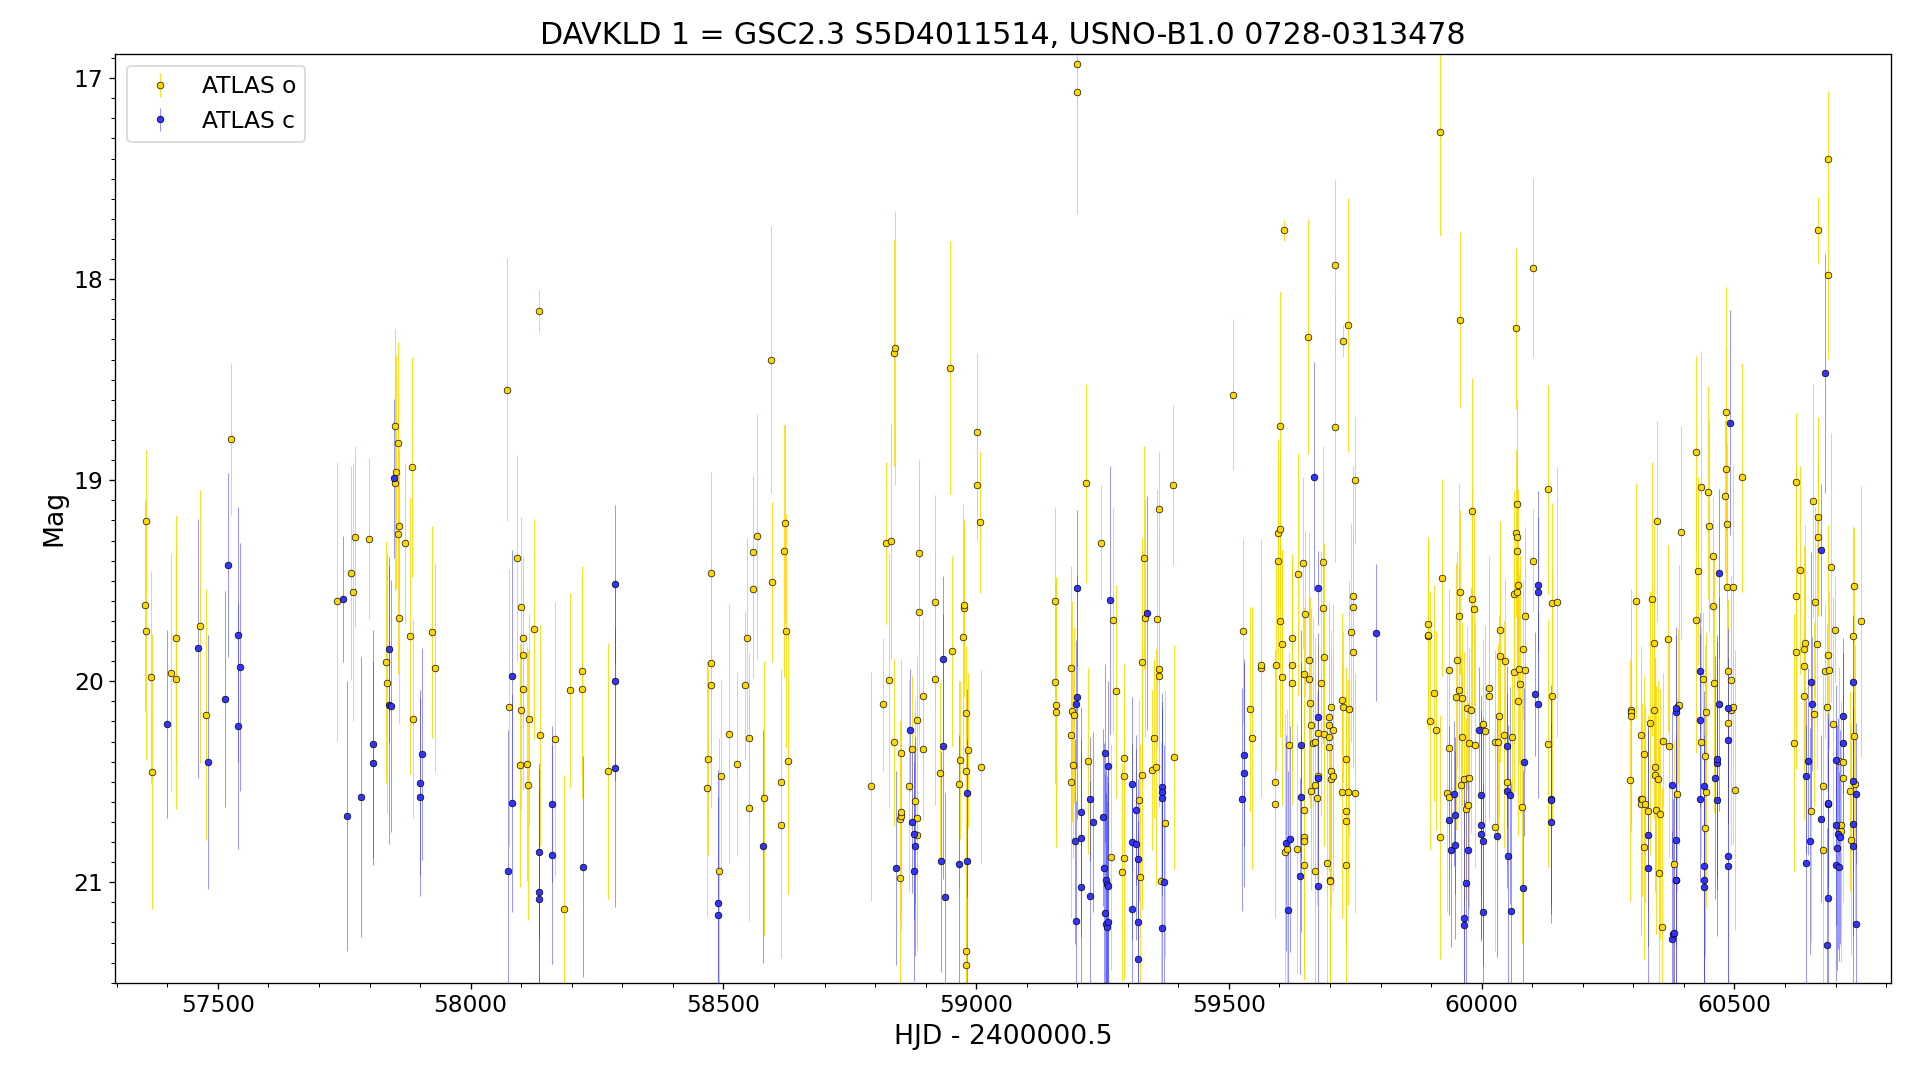 DAVKLD 1 = GSC2.3 S5D4011514, USNO-B1.0 0728-0313478
ATLAS o
ATLAS c
Mag
17
18
19
20
21
57500 58000 58500 59000 59500 60000 60500
HJD - 2400000.5